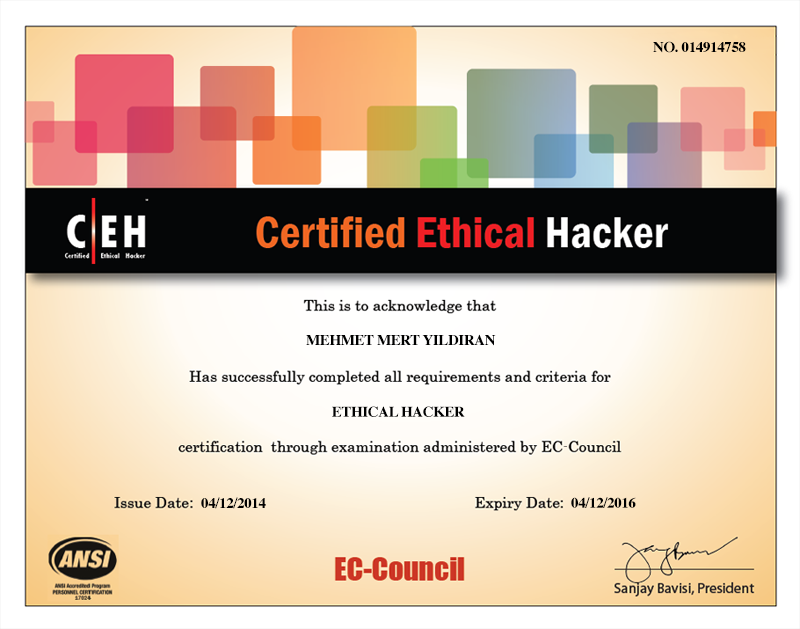 NO. 014914758
C|EH
Certified Ethical Hacker
Certified Ethical Hacker
This is to acknowledge that
MEHMET MERT YILDIRAN
Has successfully completed all requirements and criteria for
ETHICAL HACKER
certification through examination administered by EC-Council
Issue Date: 04/12/2014
Expiry Date: 04/12/2016
ANSI
ANSI Accredited Program
PERSONNEL CERTIFICATION
17024
EC-Council
Sanjay Bavisi, President